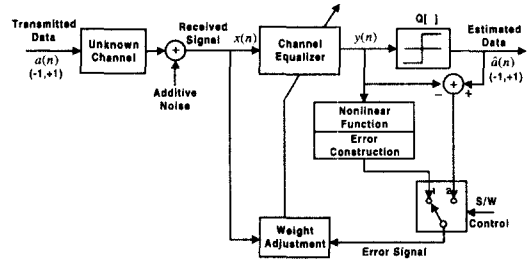 Transmitted
Data
a(n)
{-1,+1}
Unknown
Channel
Additive
Noise
Received
Signal
x(n)
Channel
Equalizer
y(n)
Q[ ]
Estimated
Data
â(n)
{-1,+1}
− +
Nonlinear
Function
Error
Construction
1 2
S/W
Control
Weight
Adjustment
Error Signal